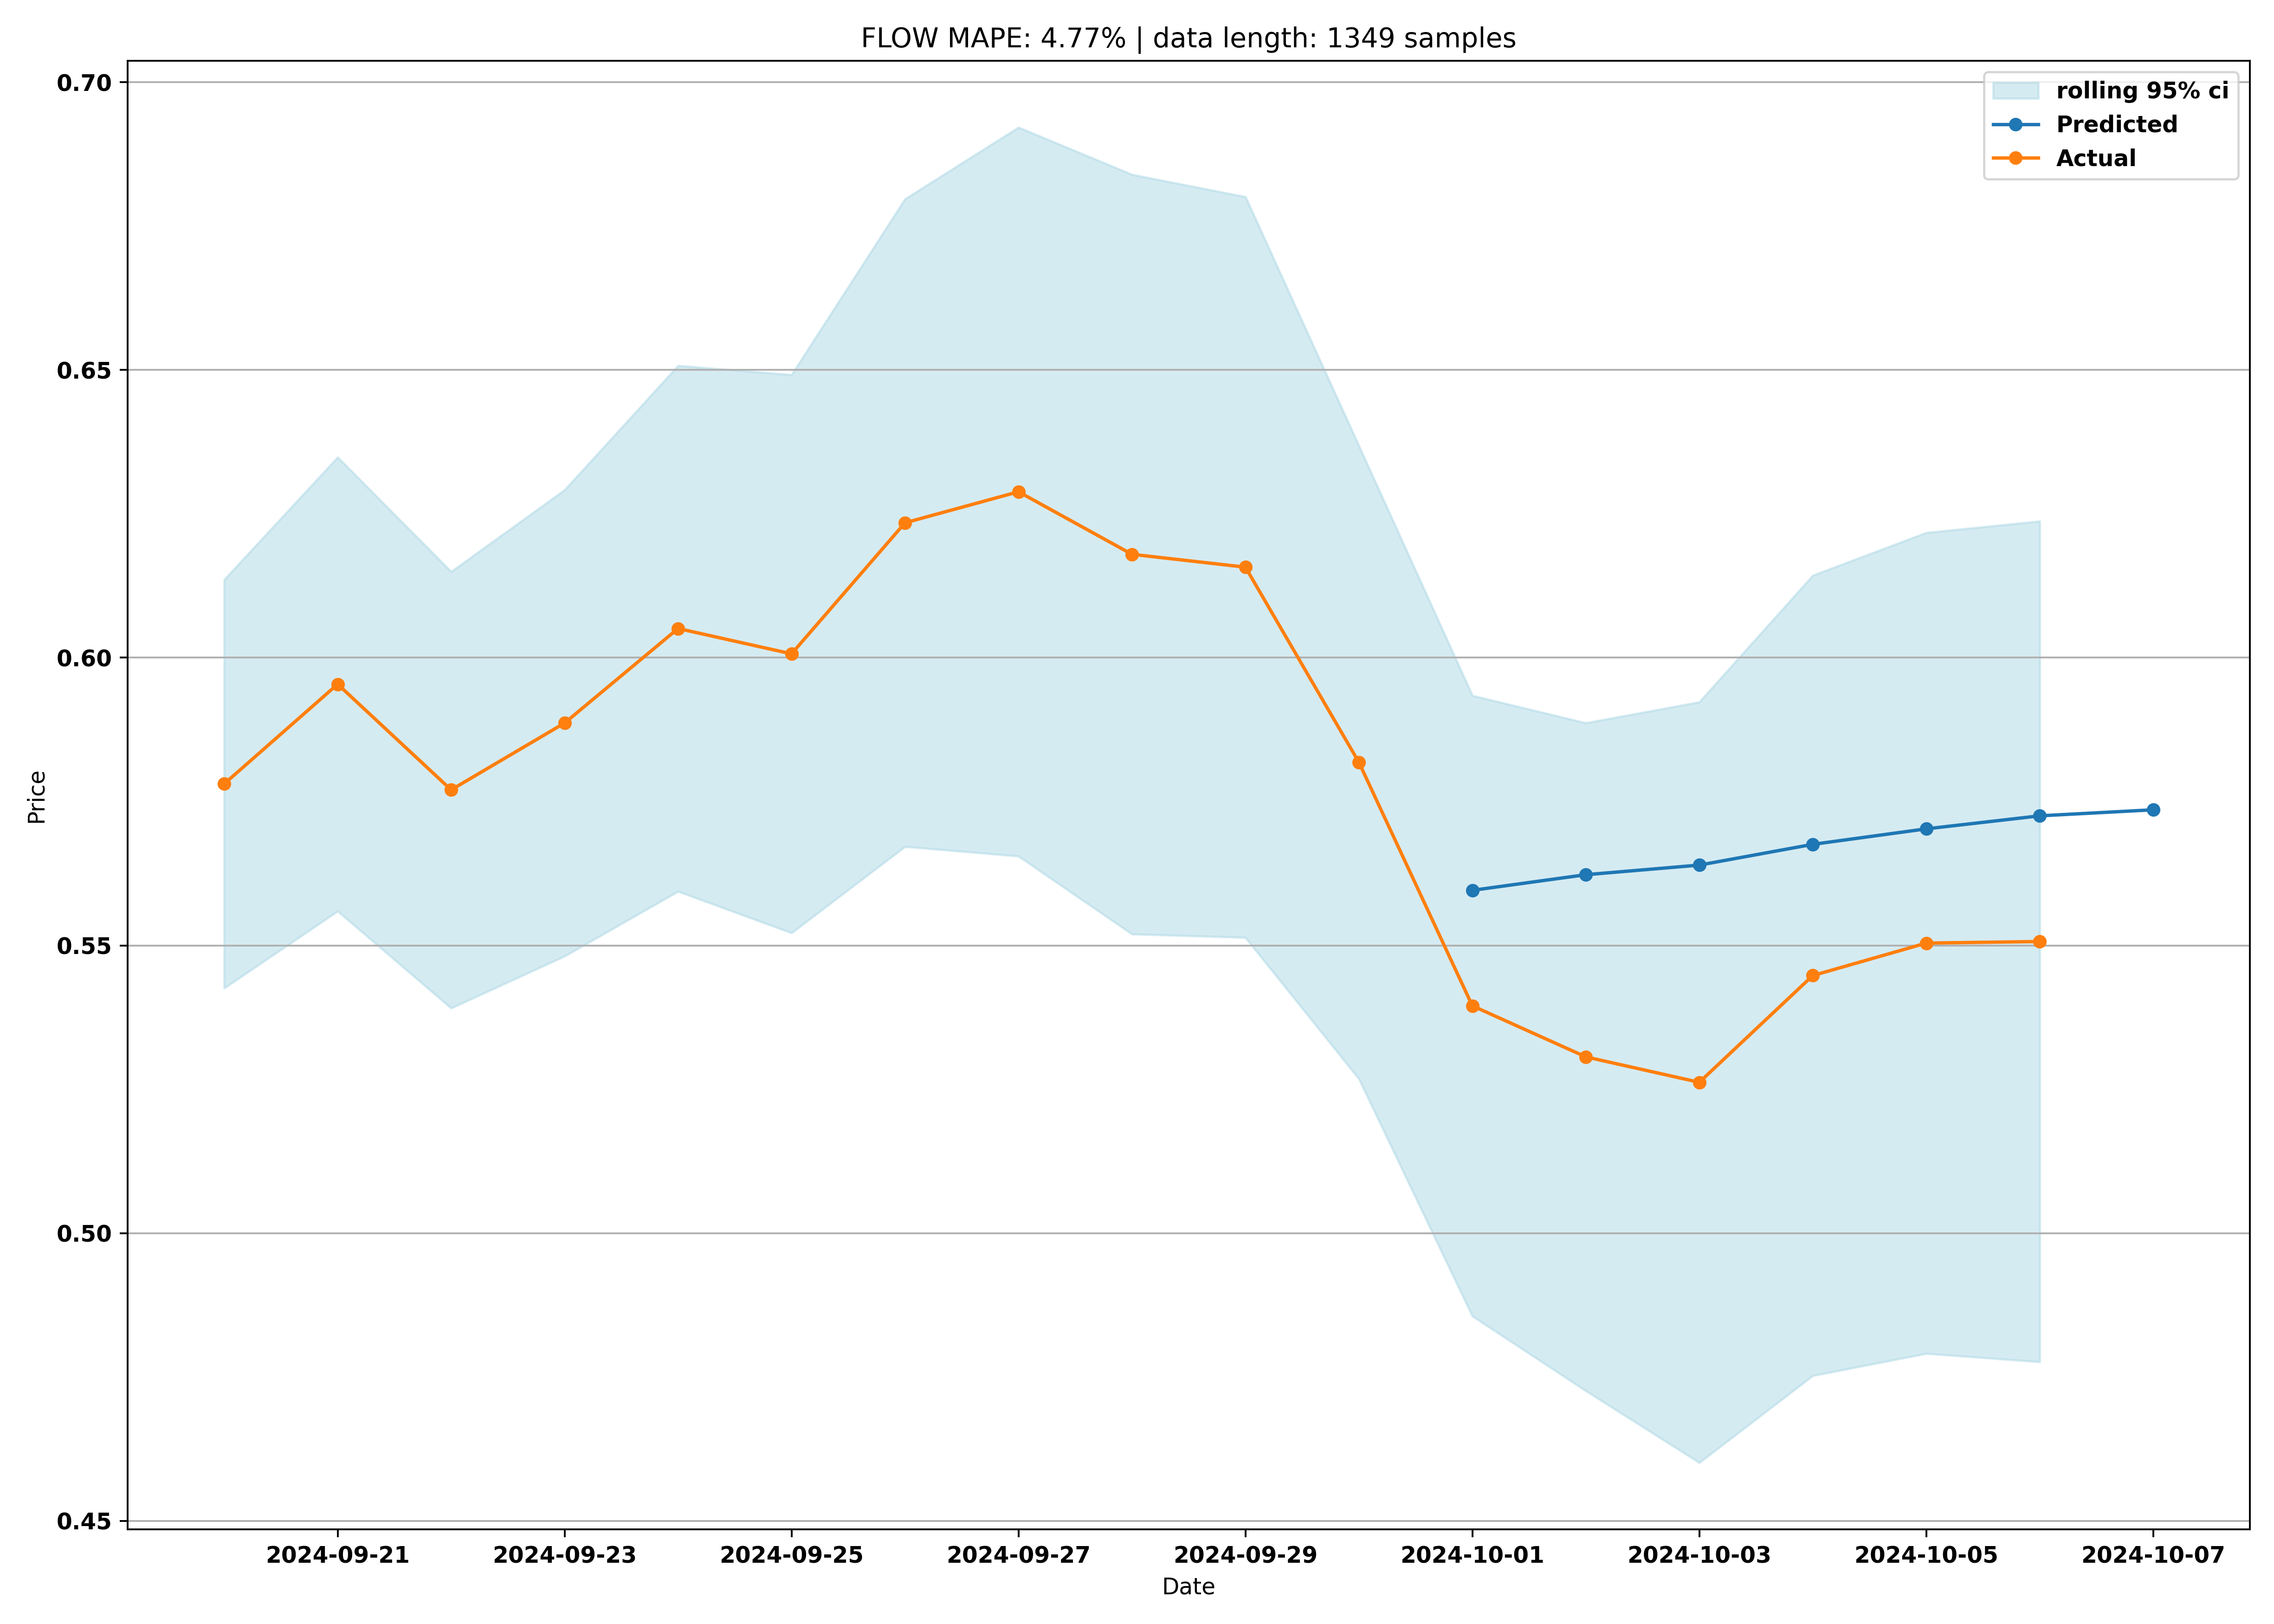 FLOW MAPE: 4.77% | data length: 1349 samples
rolling 95% ci
Predicted
Actual
0.70
0.65
0.60
0.55
0.50
0.45
Price
2024-09-21 2024-09-23 2024-09-25 2024-09-27 2024-09-29 2024-10-01 2024-10-03 2024-10-05 2024-10-07
Date